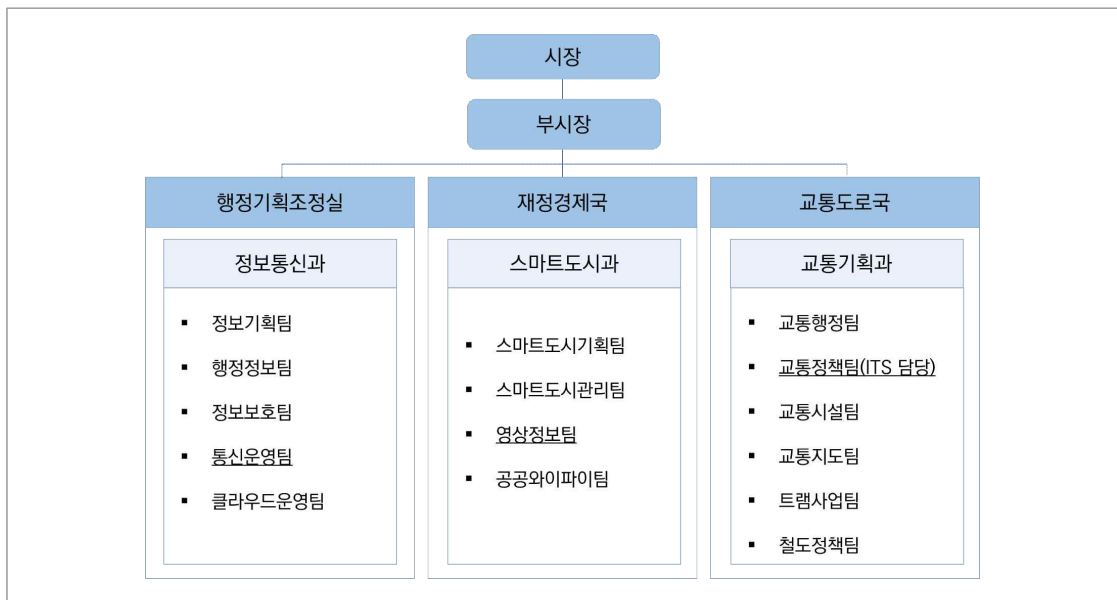 시장
부시장
행정기획조정실
정보통신과
▪ 정보기획팀
▪ 행정정보팀
▪ 정보보호팀
▪ 통신운영팀
▪ 클라우드운영팀
재정경제국
스마트도시과
▪ 스마트도시기획팀
▪ 스마트도시관리팀
▪ 영상정보팀
▪ 공공와이파이팀
교통도로국
교통기획과
▪ 교통행정팀
▪ 교통정책팀(ITS 담당)
▪ 교통시설팀
▪ 교통지도팀
▪ 트램사업팀
▪ 철도정책팀